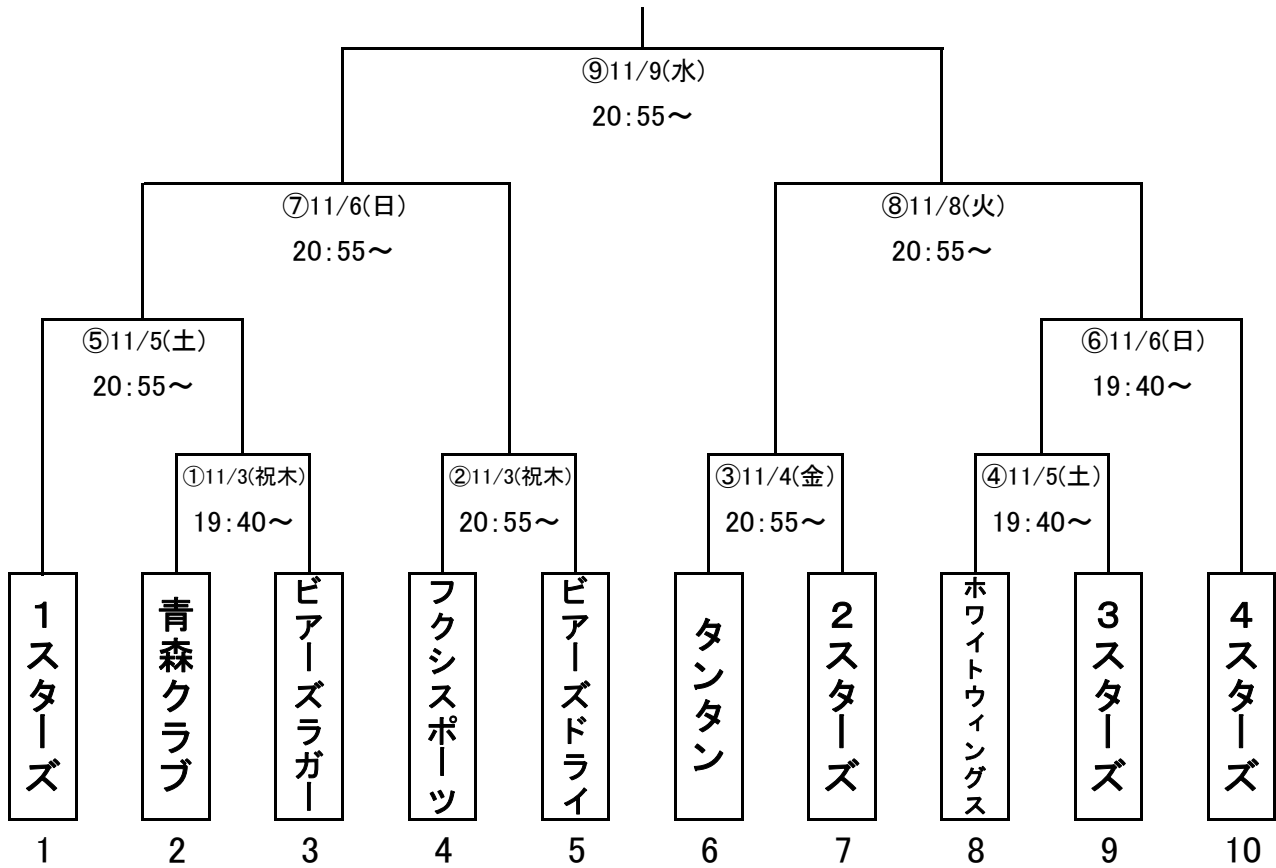 ⑨11/9(水)
20:55～
⑦11/6(日)
20:55～
⑧11/8(火)
20:55～
⑤11/5(土)
20:55～
⑥11/6(日)
19:40～
①11/3(祝木)
19:40～
②11/3(祝木)
20:55～
③11/4(金)
20:55～
④11/5(土)
19:40～
１スターズ
青森クラブ
ビアーズラガー
フクシスポーツ
ビアーズドライ
タンタン
２スターズ
ホワイトウィングス
３スターズ
４スターズ
1 2 3 4 5 6 7 8 9 10